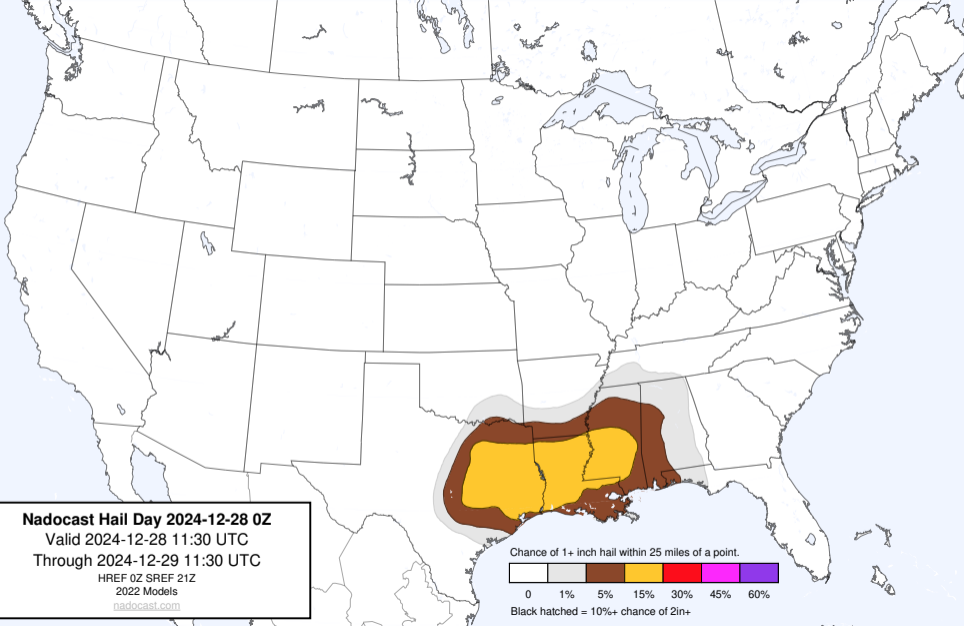 Nadocast Hail Day 2024-12-28 0Z
Valid 2024-12-28 11:30 UTC
Through 2024-12-29 11:30 UTC
HREF 0Z SREF 21Z
2022 Models
nadocast.com
Chance of 1+ inch hail within 25 miles of a point.
0 1% 5% 15% 30% 45% 60%
Black hatched = 10%+ chance of 2in+